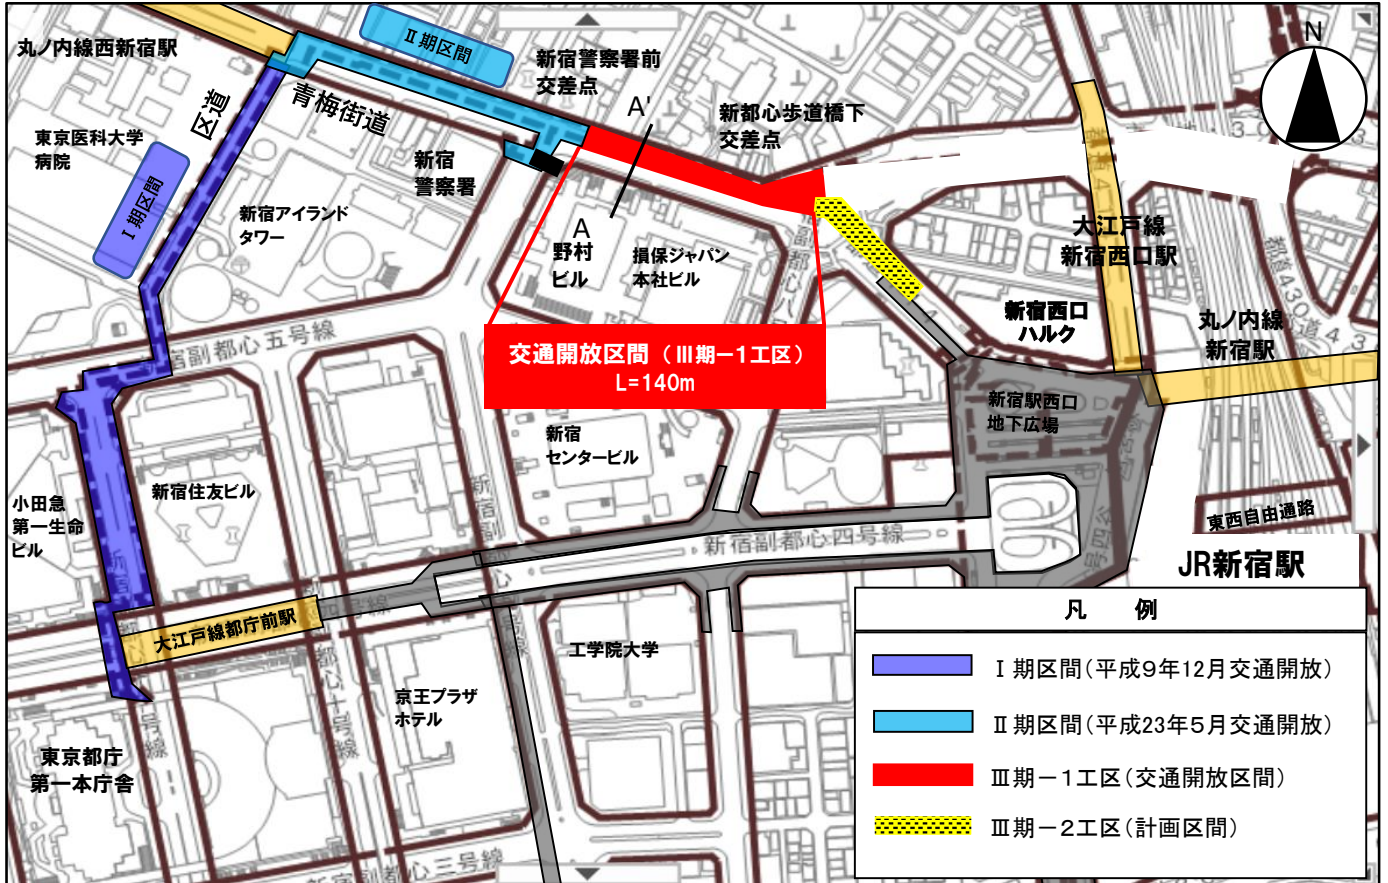 丸ノ内線西新宿駅
Ⅱ期区間
新宿警察署前
交差点
N
区道
青梅街道
A'
新都心歩道橋下
交差点
東京医科大学
病院
新宿
警察署
Ⅰ期区間
新宿アイランド
タワー
A
野村
ビル
損保ジャパン
本社ビル
大江戸線
新宿西口駅
新宿西口
ハルク
丸ノ内線
新宿駅
新宿副都心五号線
交通開放区間（Ⅲ期－1工区）
L=140m
新宿駅西口
地下広場
新宿
センタービル
小田急
第一生命
ビル
新宿住友ビル
東西自由通路
新宿副都心四号線
JR新宿駅
大江戸線都庁前駅
工学院大学
京王プラザ
ホテル
東京都庁
第一本庁舎
新宿副都心三号線
凡 例
Ⅰ期区間(平成9年12月交通開放)
Ⅱ期区間(平成23年5月交通開放)
Ⅲ期－1工区(交通開放区間)
Ⅲ期－2工区(計画区間)